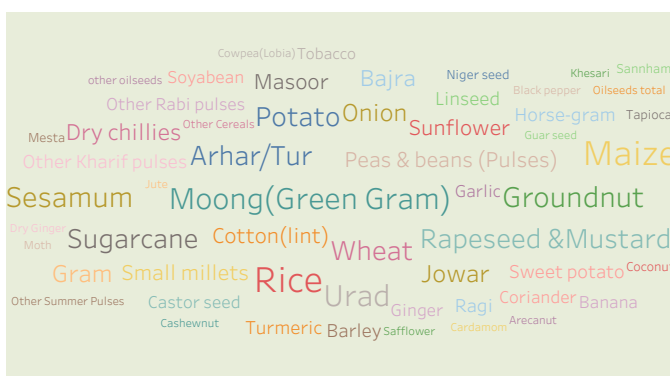 Cowpea(Lobia) Tobacco
other oilseeds Soyabean Masoor Bajra Niger seed Khesari Sannham
Other Rabi pulses Linseed Black pepper Oilseeds total
Mesta Dry chillies Other Cereals Potato Onion Sunflower Horse-gram Tapioca
Guar seed
Other Kharif pulses Arhar/Tur Peas & beans (Pulses) Maize
Sesamum Jute Moong(Green Gram) Garlic Groundnut
Dry Ginger
Moth Sugarcane Cotton(lint) Wheat Rapeseed &Mustard
Gram Small millets Rice Jowar Sweet potato Coconut
Other Summer Pulses Castor seed Urad Ginger Ragi Coriander Banana
Cashewnut Turmeric Barley Safflower Cardamom Arecanut